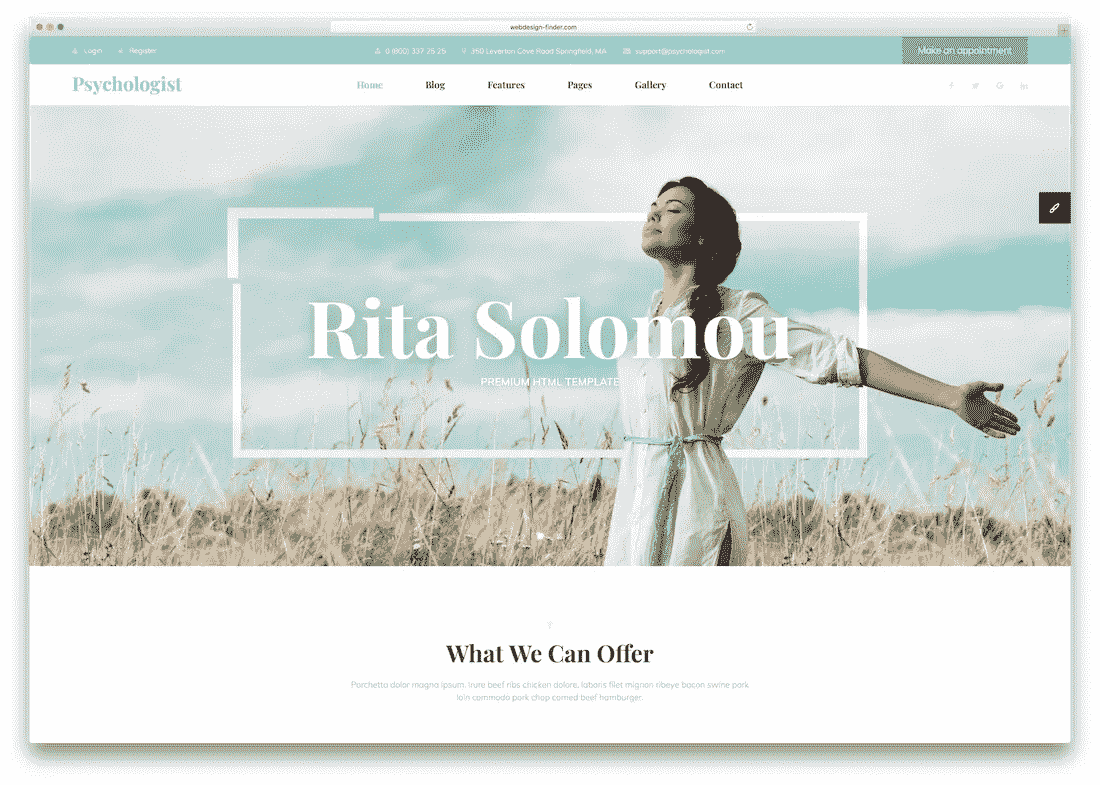 webdesign-finder.com
Login Register 0 (800) 337 25 25 350 Leverton Cove Road Springfield, MA support@psychologist.com Make an appointment
Psychologist Home Blog Features Pages Gallery Contact
Rita Solomou
PREMIUM HTML TEMPLATE
What We Can Offer
Porchetta dolor magna ipsum. Irure beef ribs chicken dolore, laboris filet mignon ribeye bacon swine pork
loin commodo pork chop corned beef hamburger.